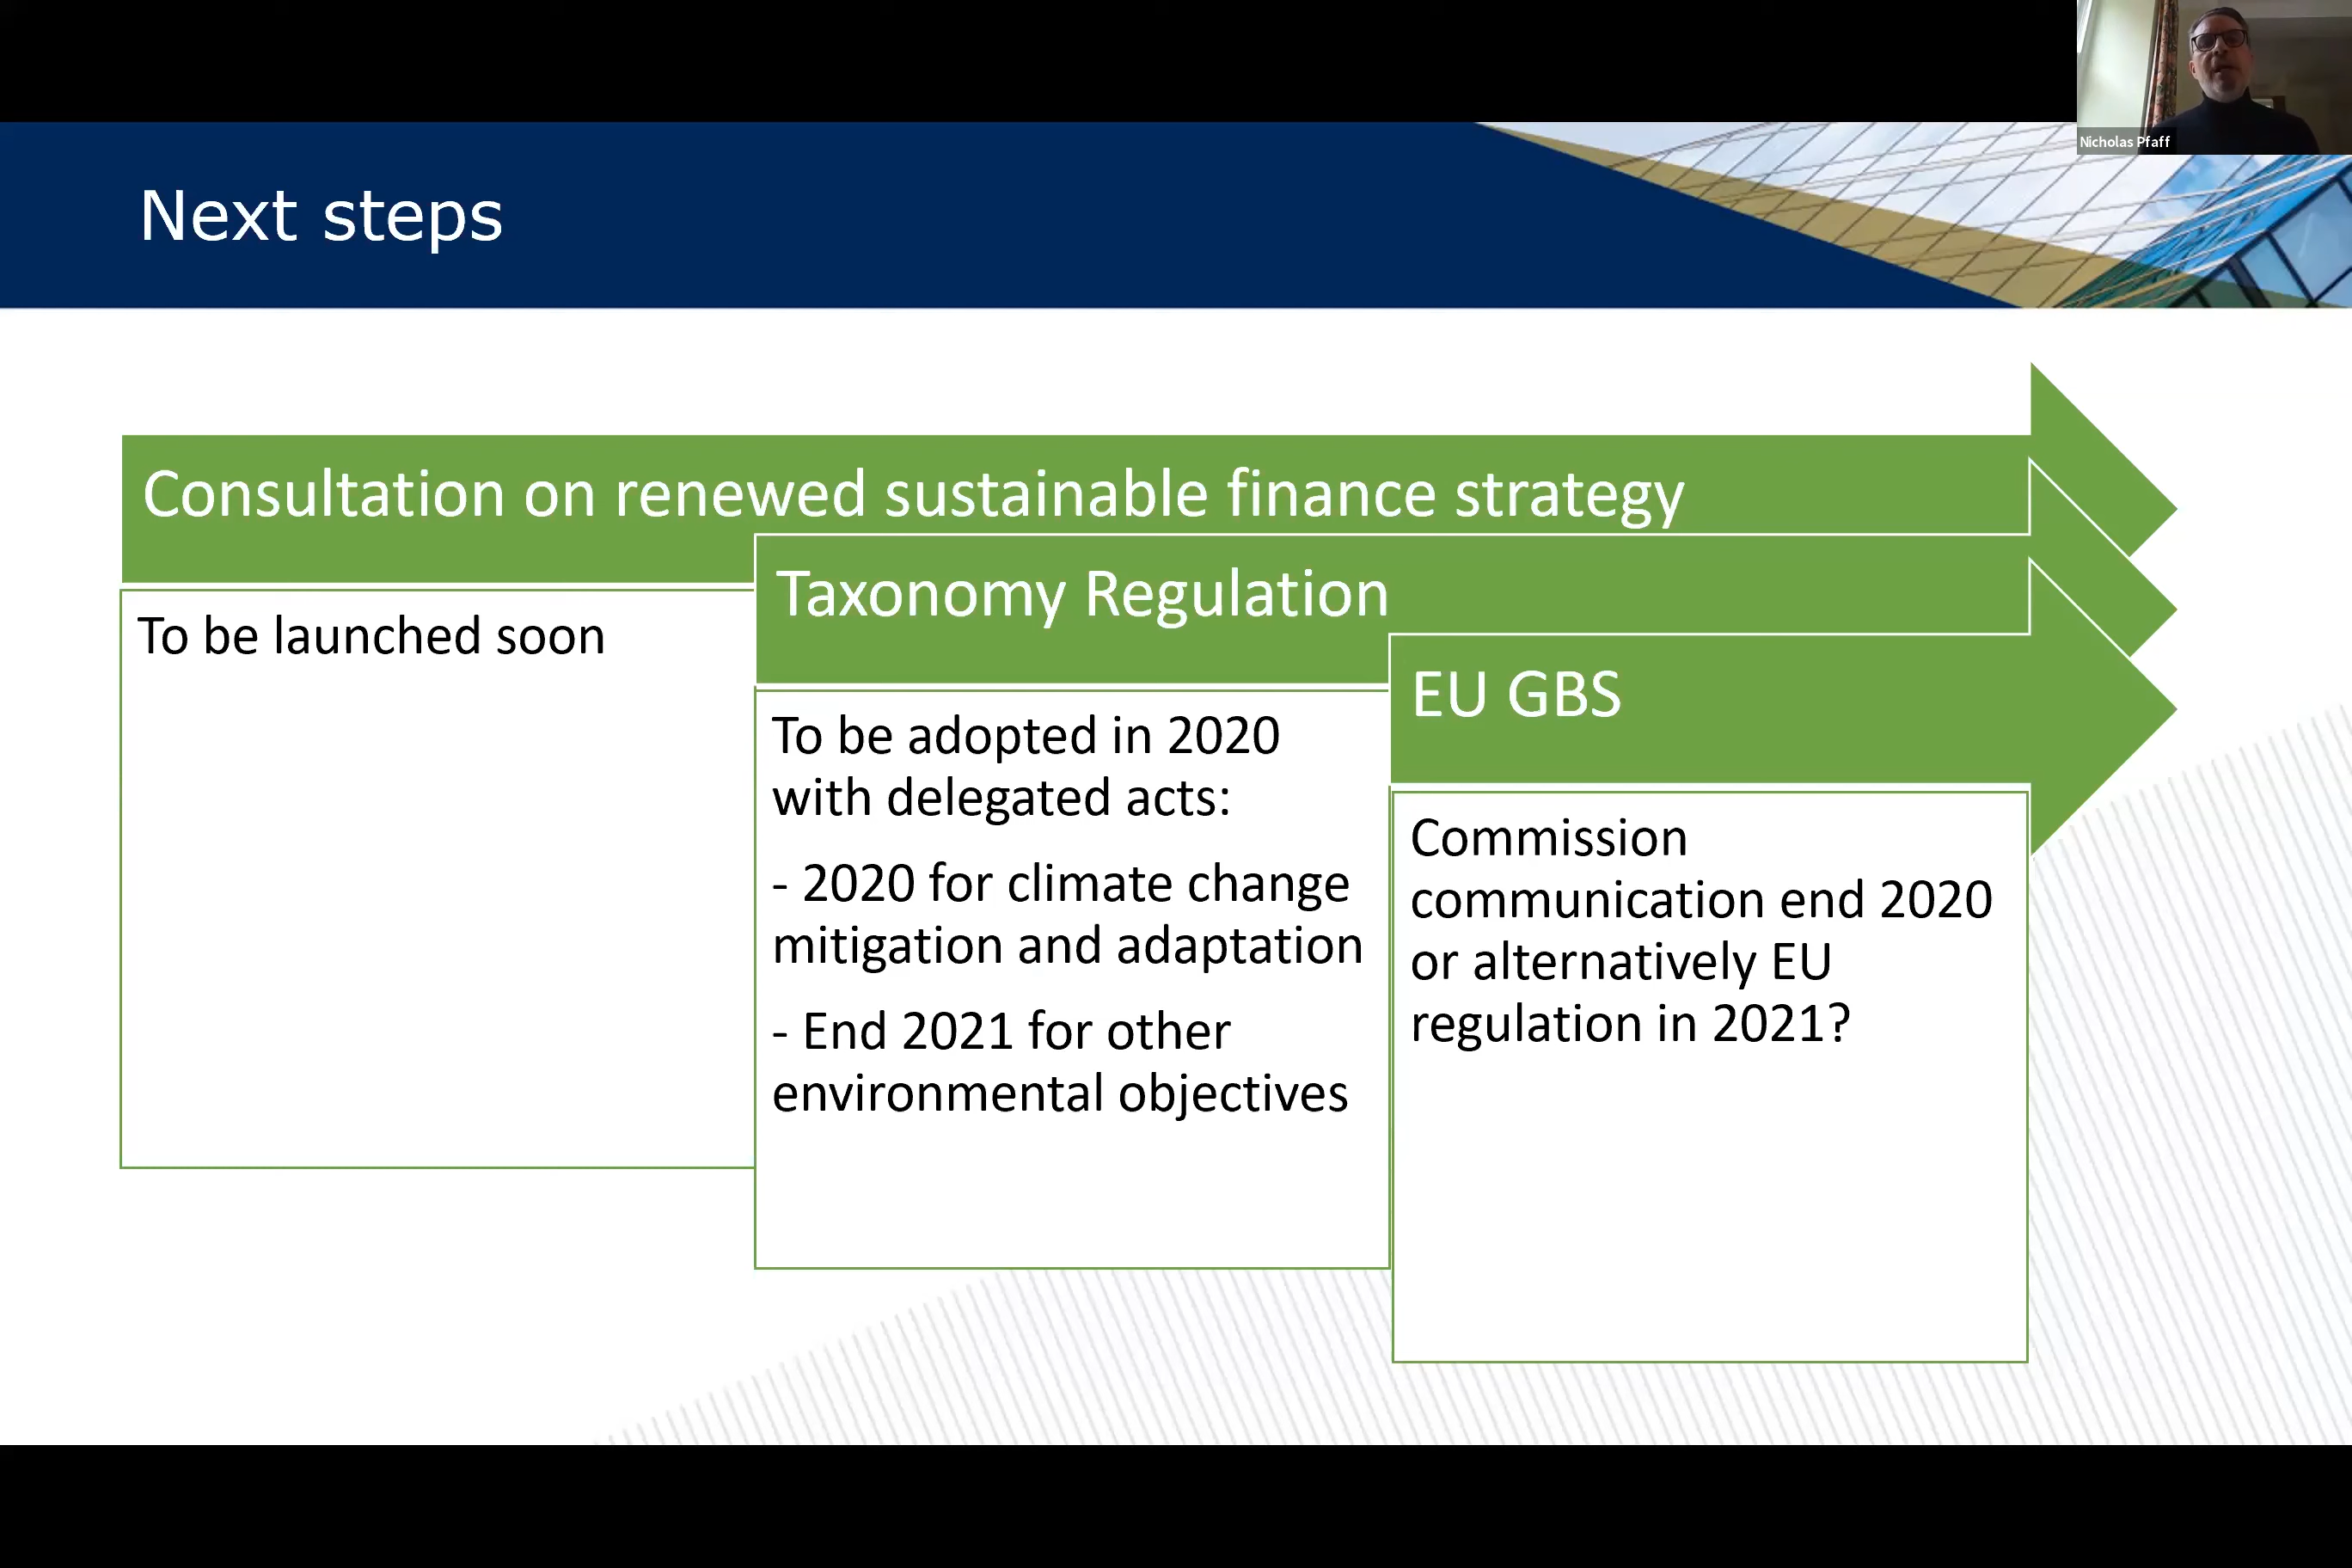 Nicholas Pfaff
Next steps
Consultation on renewed sustainable finance strategy
To be launched soon
Taxonomy Regulation
To be adopted in 2020
with delegated acts:
- 2020 for climate change
mitigation and adaptation
- End 2021 for other
environmental objectives
EU GBS
Commission
communication end 2020
or alternatively EU
regulation in 2021?